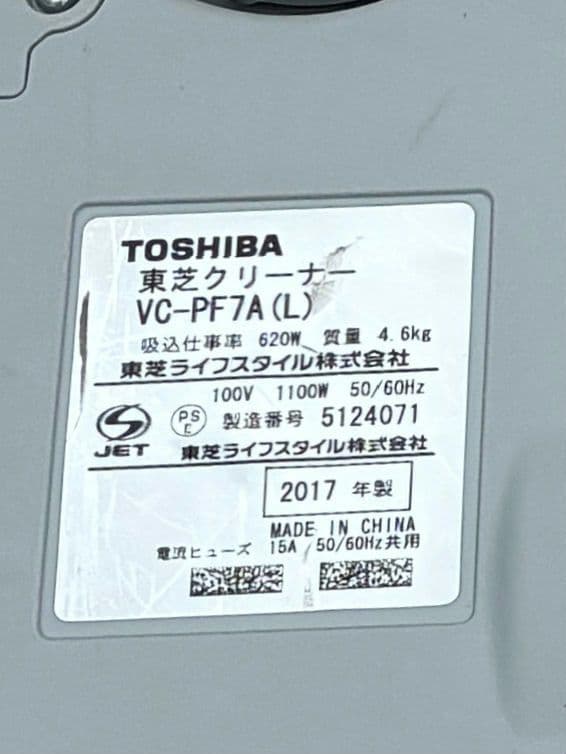 TOSHIBA
東芝クリーナー
VC-PF7A(L)
吸込仕事率 620W 質量 4.6kg
東芝ライフスタイル株式会社
100V 1100W 50/60Hz
JET PS E 製造番号 5124071
東芝ライフスタイル株式会社
2017 年製
MADE IN CHINA
電流ヒューズ 15A 50/60Hz共用